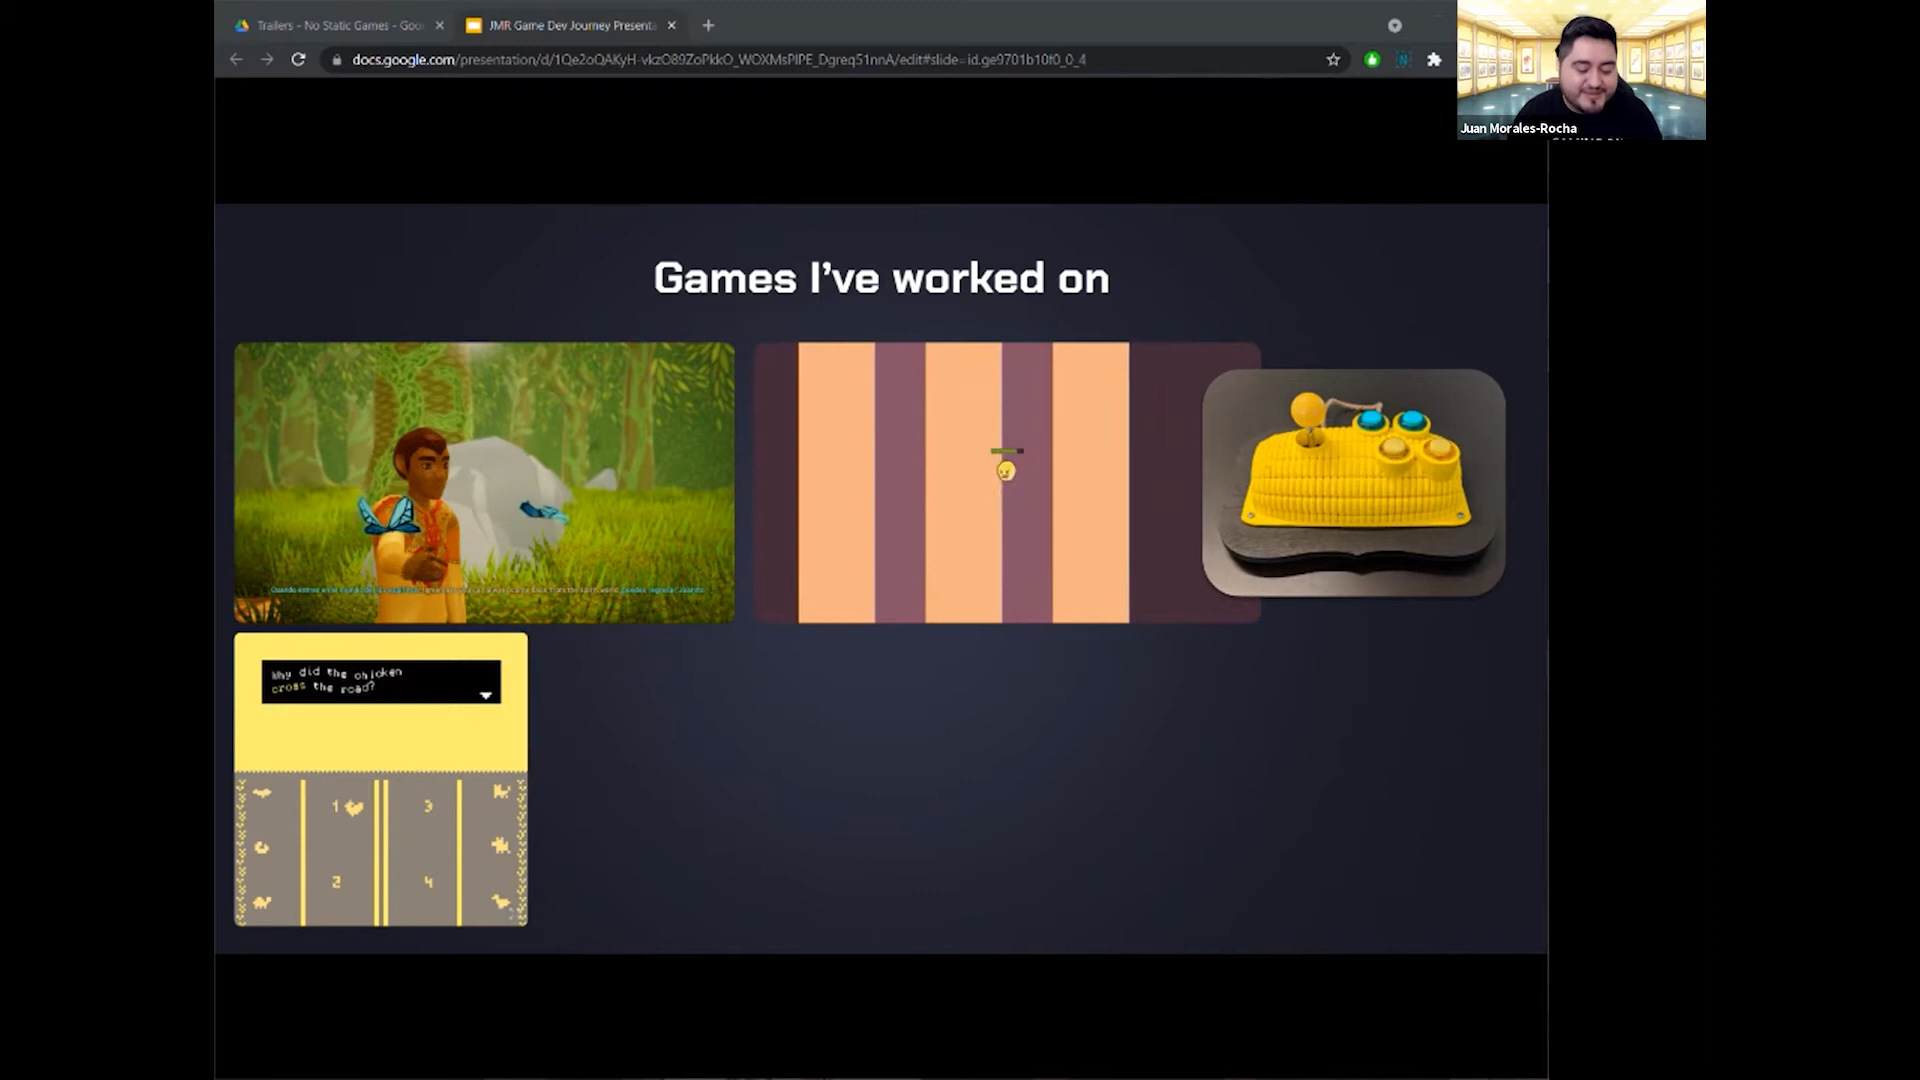 Trailers - No Static Games - Goo
JMR Game Dev Journey Presenta
docs.google.com/presentation/d/1Qe2oQAKyH-vkzO89ZoPkkO_WOXMsPlPE_Dgreq51nnA/edit#slide=id.ge9701b10f0_0_4
Juan Morales-Rocha
Games I've worked on
Why did the chicken
cross the road?
1 3
2 4